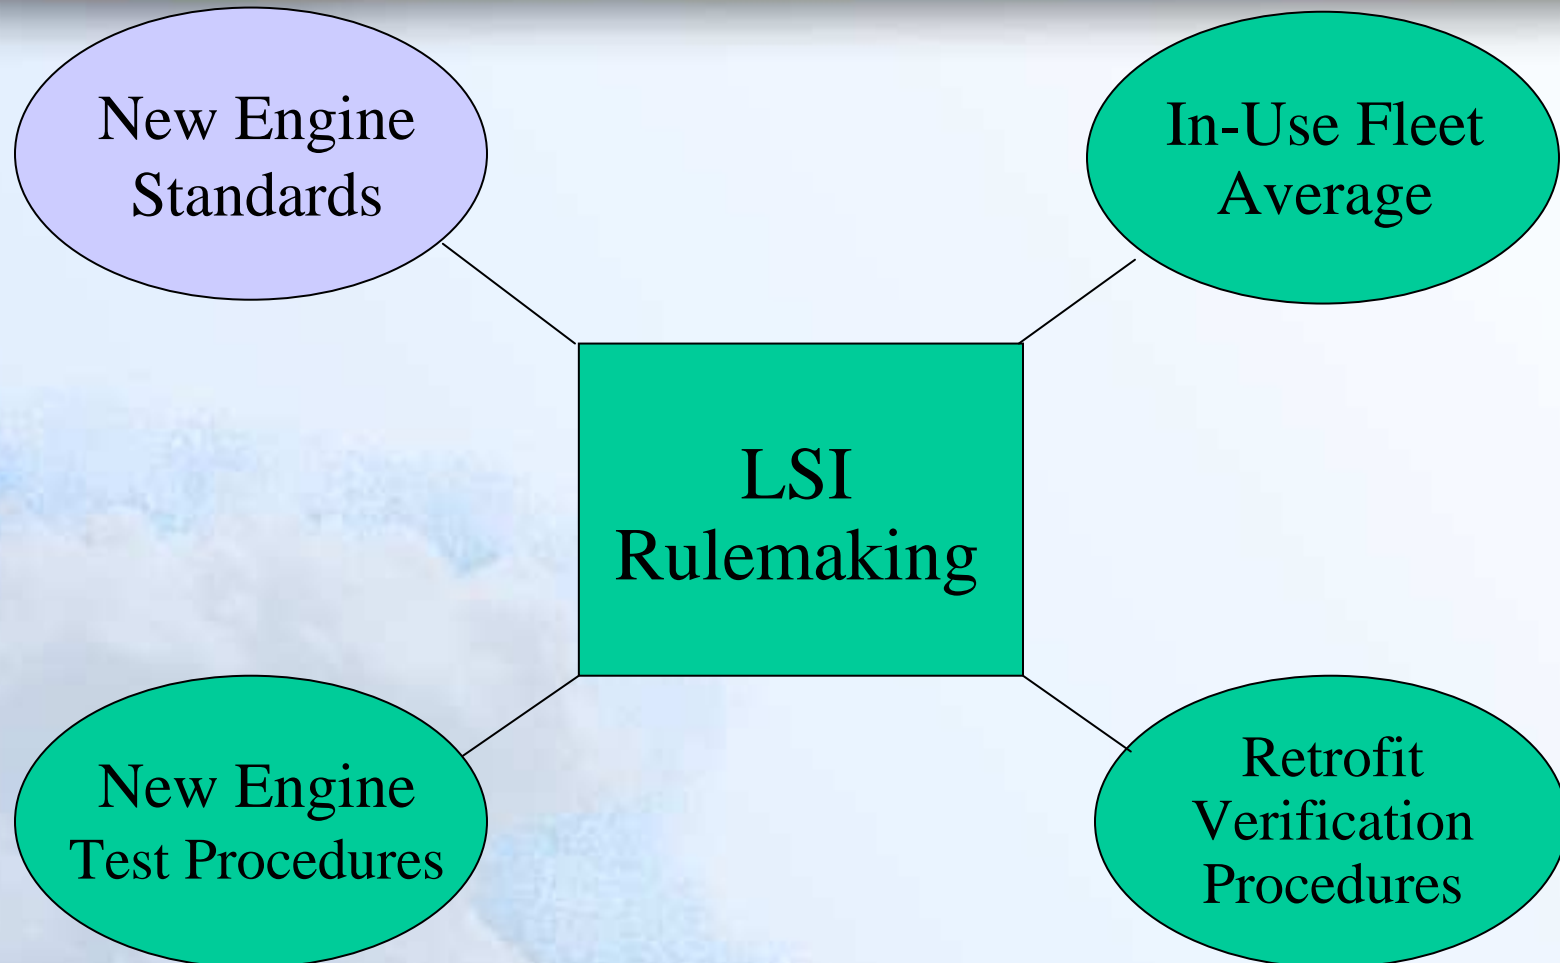 New Engine
Standards
In-Use Fleet
Average
LSI
Rulemaking
New Engine
Test Procedures
Retrofit
Verification
Procedures